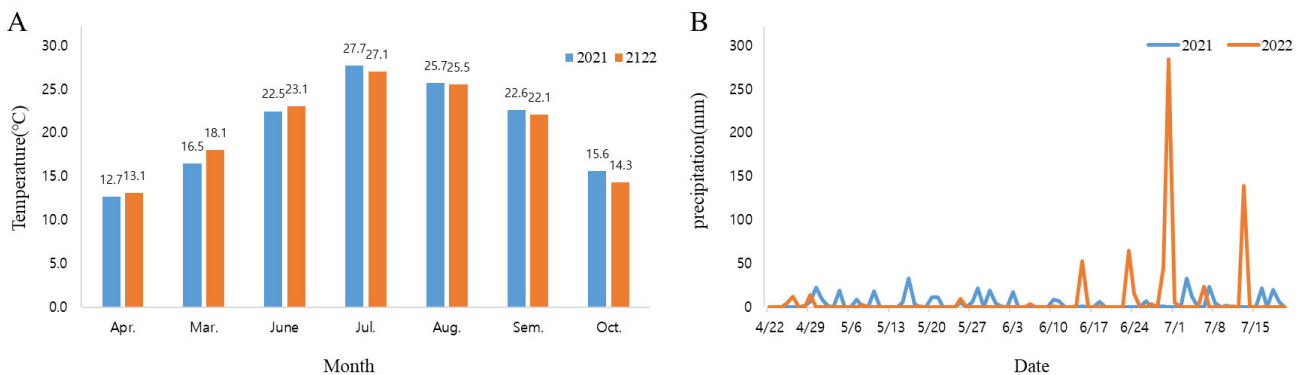 A
Temperature(℃)
30.0
25.0
20.0
15.0
10.0
5.0
0.0
2021 2122
12.7 13.1
16.5 18.1
22.5 23.1
27.7 27.1
25.7 25.5
22.6 22.1
15.6 14.3
Apr. Mar. June Jul. Aug. Sem. Oct.
Month
B
precipitation(mm)
300
250
200
150
100
50
0
2021 2022
4/22 4/29 5/6 5/13 5/20 5/27 6/3 6/10 6/17 6/24 7/1 7/8 7/15
Date